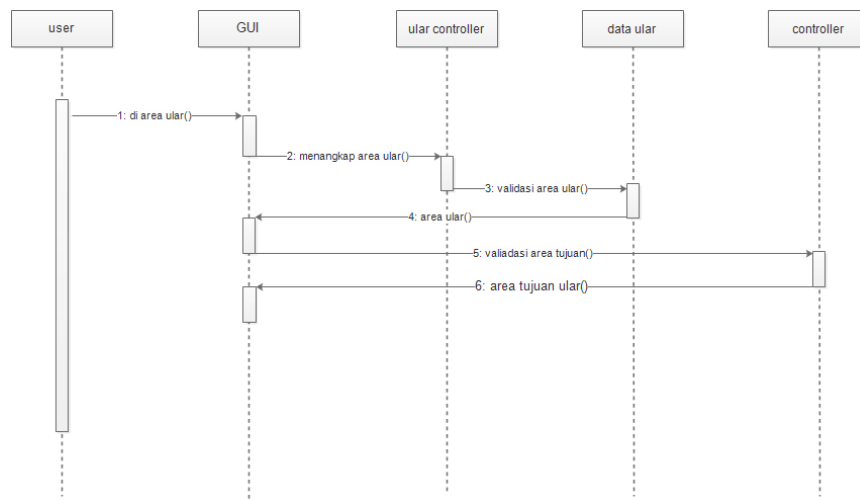 user
GUI
ular controller
data ular
controller
1: di area ular()
2: menangkap area ular()
3: validasi area ular()
4: area ular()
5: valiadasi area tujuan()
6: area tujuan ular()